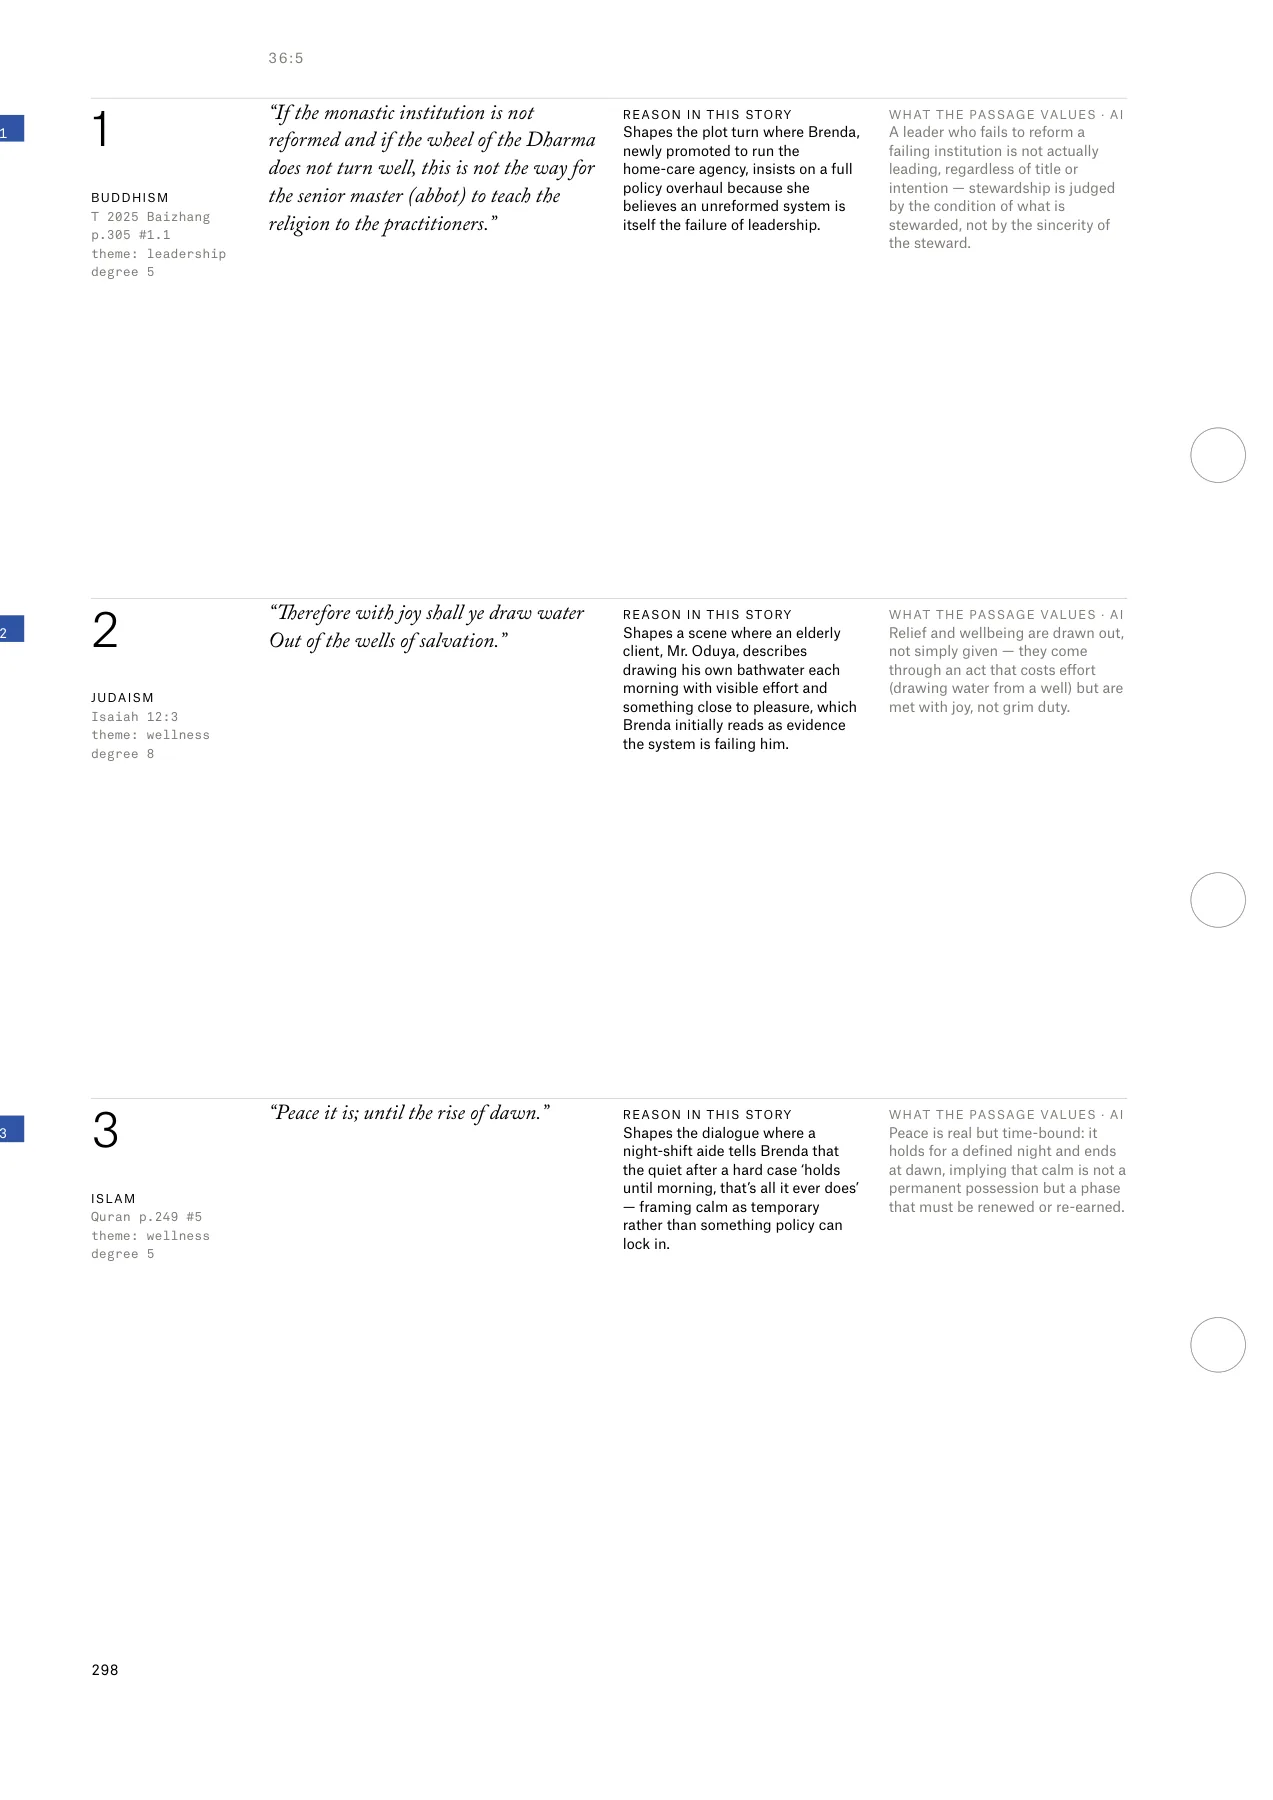 36:5
1
1
BUDDHISM
T 2025 Baizhang
p.305 #1.1
theme: leadership
degree 5
“If the monastic institution is not
reformed and if the wheel of the Dharma
does not turn well, this is not the way for
the senior master (abbot) to teach the
religion to the practitioners.”
REASON IN THIS STORY
Shapes the plot turn where Brenda,
newly promoted to run the
home-care agency, insists on a full
policy overhaul because she
believes an unreformed system is
itself the failure of leadership.
WHAT THE PASSAGE VALUES · AI
A leader who fails to reform a
failing institution is not actually
leading, regardless of title or
intention — stewardship is judged
by the condition of what is
stewarded, not by the sincerity of
the steward.
2
2
JUDAISM
Isaiah 12:3
theme: wellness
degree 8
“Therefore with joy shall ye draw water
Out of the wells of salvation.”
REASON IN THIS STORY
Shapes a scene where an elderly
client, Mr. Oduya, describes
drawing his own bathwater each
morning with visible effort and
something close to pleasure, which
Brenda initially reads as evidence
the system is failing him.
WHAT THE PASSAGE VALUES · AI
Relief and wellbeing are drawn out,
not simply given — they come
through an act that costs effort
(drawing water from a well) but are
met with joy, not grim duty.
3
3
ISLAM
Quran p.249 #5
theme: wellness
degree 5
“Peace it is; until the rise of dawn.”
REASON IN THIS STORY
Shapes the dialogue where a
night-shift aide tells Brenda that
the quiet after a hard case ‘holds
until morning, that’s all it ever does’
— framing calm as temporary
rather than something policy can
lock in.
WHAT THE PASSAGE VALUES · AI
Peace is real but time-bound: it
holds for a defined night and ends
at dawn, implying that calm is not a
permanent possession but a phase
that must be renewed or re-earned.
298